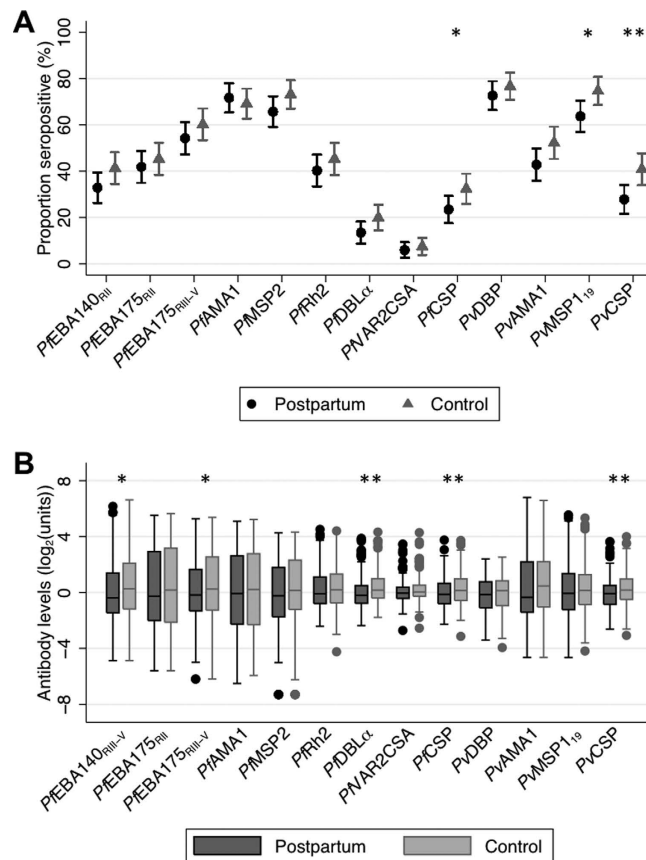 A
* * **
Proportion seropositive (%)
100
80
60
40
20
0
PfEBA140RII
PfEBA175RII
PfEBA175RIII-V
PfAMA1
PfMSP2
PfRh2
PfDBLα
PfVAR2CSA
PfCSP
PvDBP
PvAMA1
PvMSP1₁₉
PvCSP
Postpartum Control
B
* * ** ** **
Antibody levels (log₂(units))
8
4
0
−4
−8
PfEBA140RIII-V
PfEBA175RII
PfEBA175RIII-V
PfAMA1
PfMSP2
PfRh2
PfDBLα
PfVAR2CSA
PfCSP
PvDBP
PvAMA1
PvMSP1₁₉
PvCSP
Postpartum Control